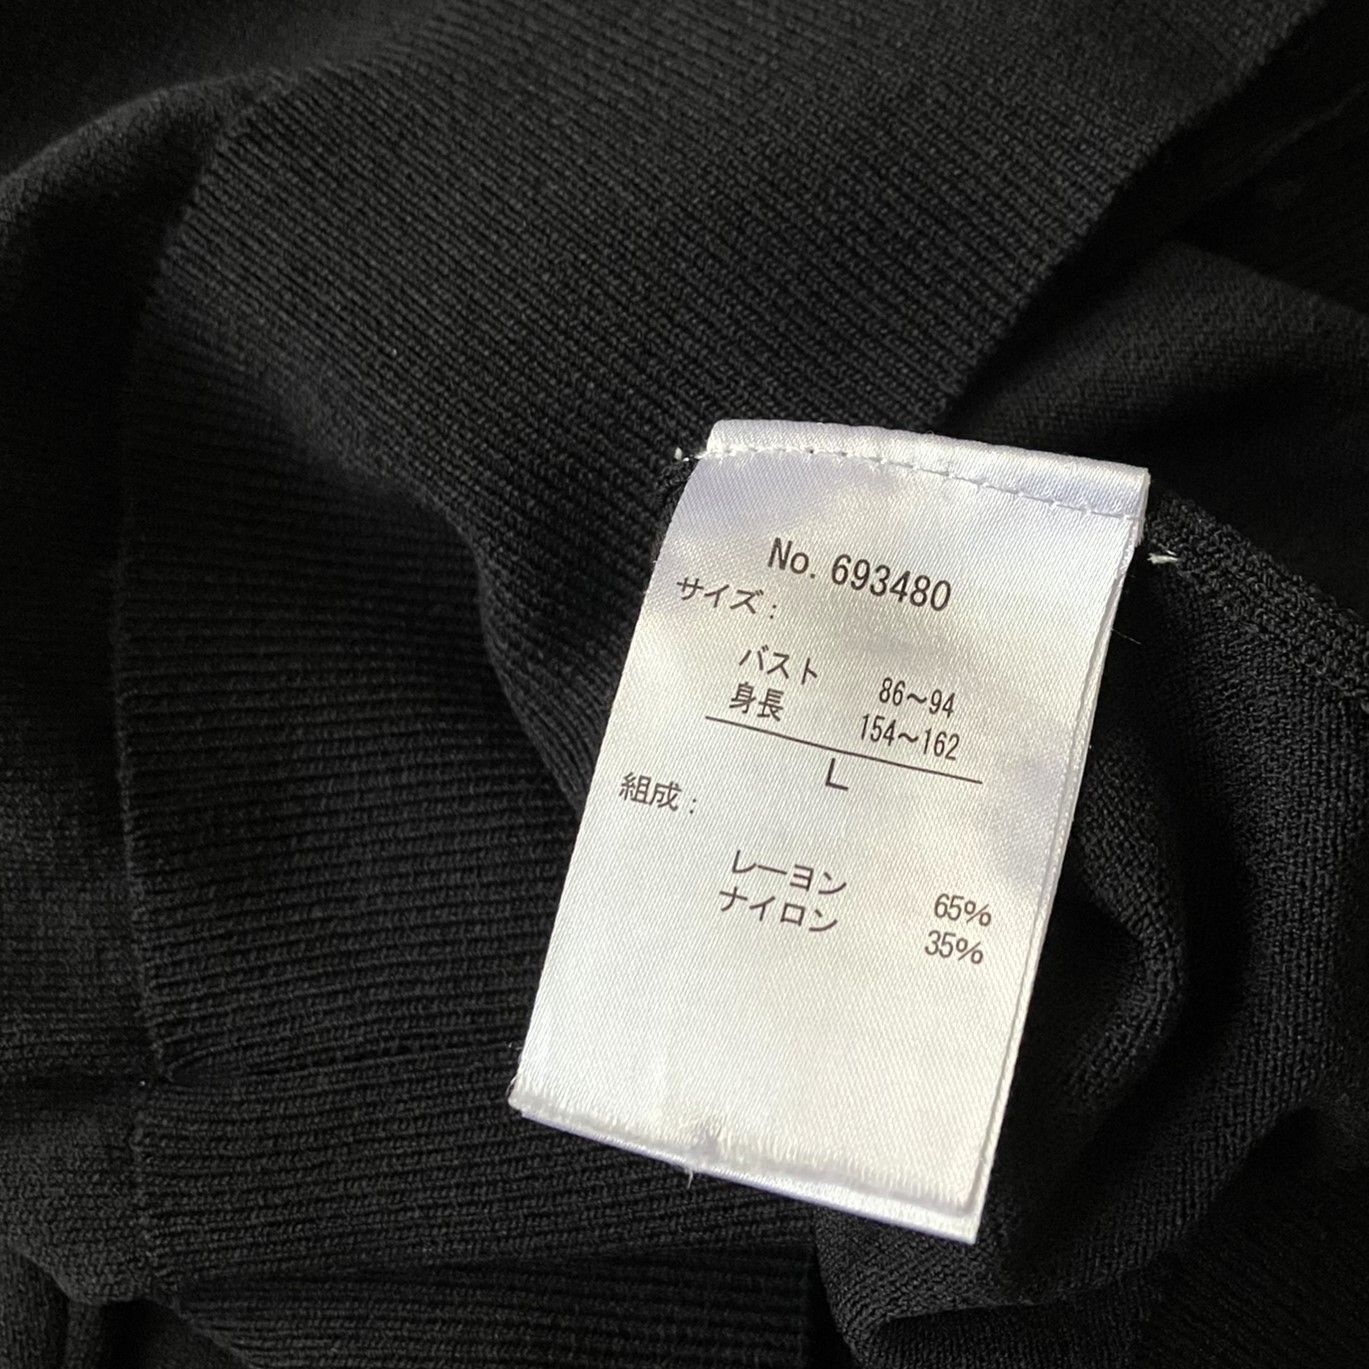 No. 693480
サイズ:
バスト 86〜94
身長 154〜162
L
組成:
レーヨン 65%
ナイロン 35%